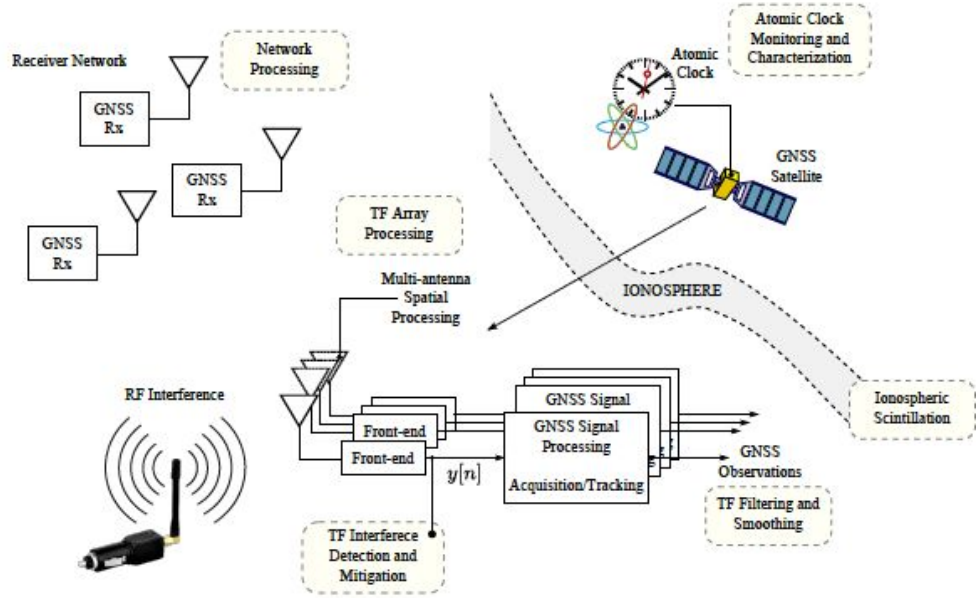 Receiver Network
GNSS
Rx
GNSS
Rx
GNSS
Rx
Network
Processing
Atomic
Clock
Atomic Clock
Monitoring and
Characterization
GNSS
Satellite
TF Array
Processing
Multi-antenna
Spatial
Processing
IONOSPHERE
Ionospheric
Scintillation
RF Interference
Front-end
Front-end
y[n]
GNSS Signal
GNSS Signal
Processing
Acquisition/Tracking
GNSS
Observations
TF Filtering and
Smoothing
TF Interferece
Detection and
Mitigation